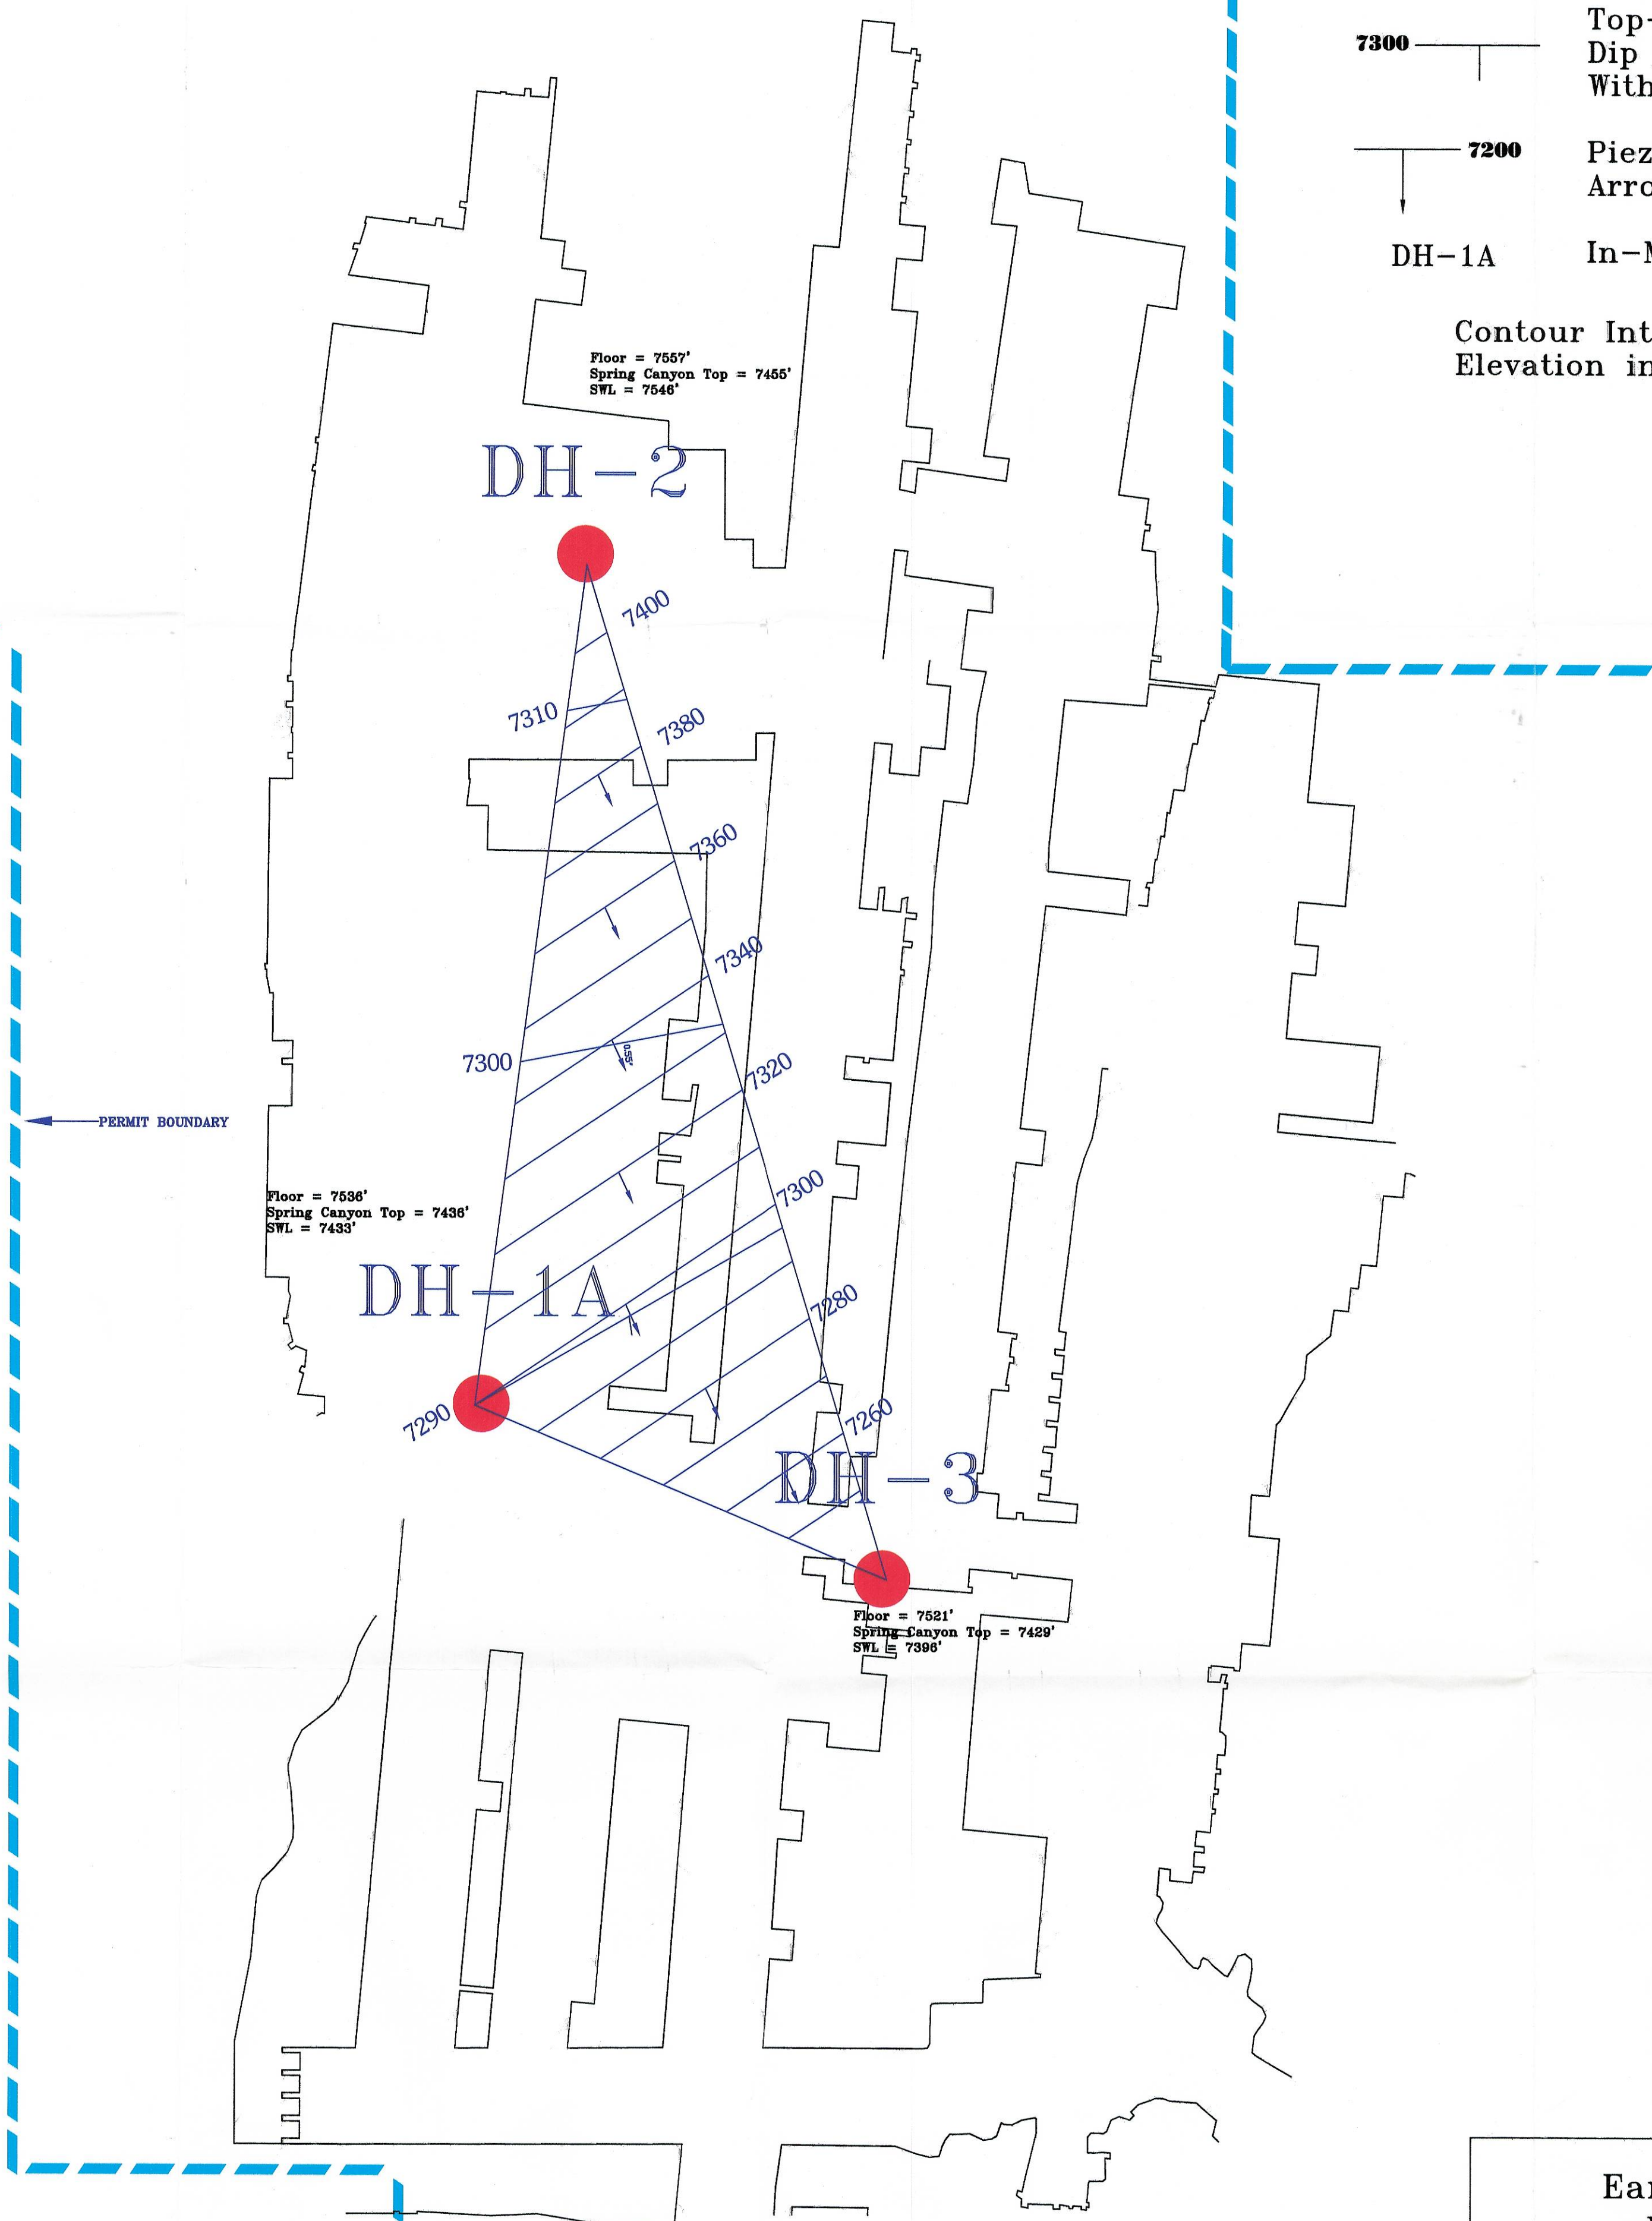 7300
Top-
Dip
With
7200
Piez
Arro
DH-1A
In-M
Contour Int
Elevation in
Floor = 7557'
Spring Canyon Top = 7455'
SWL = 7546'
DH-2
7400
7310
7380
7360
7340
7300
0.55°
7320
PERMIT BOUNDARY
7300
Floor = 7536'
Spring Canyon Top = 7436'
SWL = 7433'
DH-1A
7280
7290
7260
DH-3
Floor = 7521'
Spring Canyon Top = 7429'
SWL = 7396'
Ear